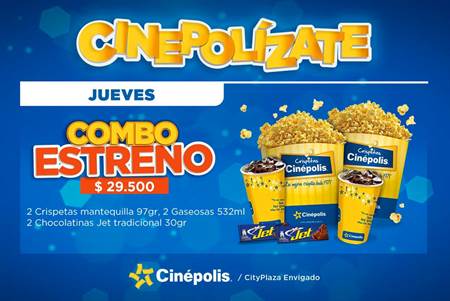 CINEPOLÍZATE
JUEVES
COMBO
ESTRENO
$ 29.500
2 Crispetas mantequilla 97gr, 2 Gaseosas 532ml
2 Chocolatinas Jet tradicional 30gr
Crispetas
Cinépolis.
Cinépolis
Jet
Jet
Cinépolis. / CityPlaza Envigado